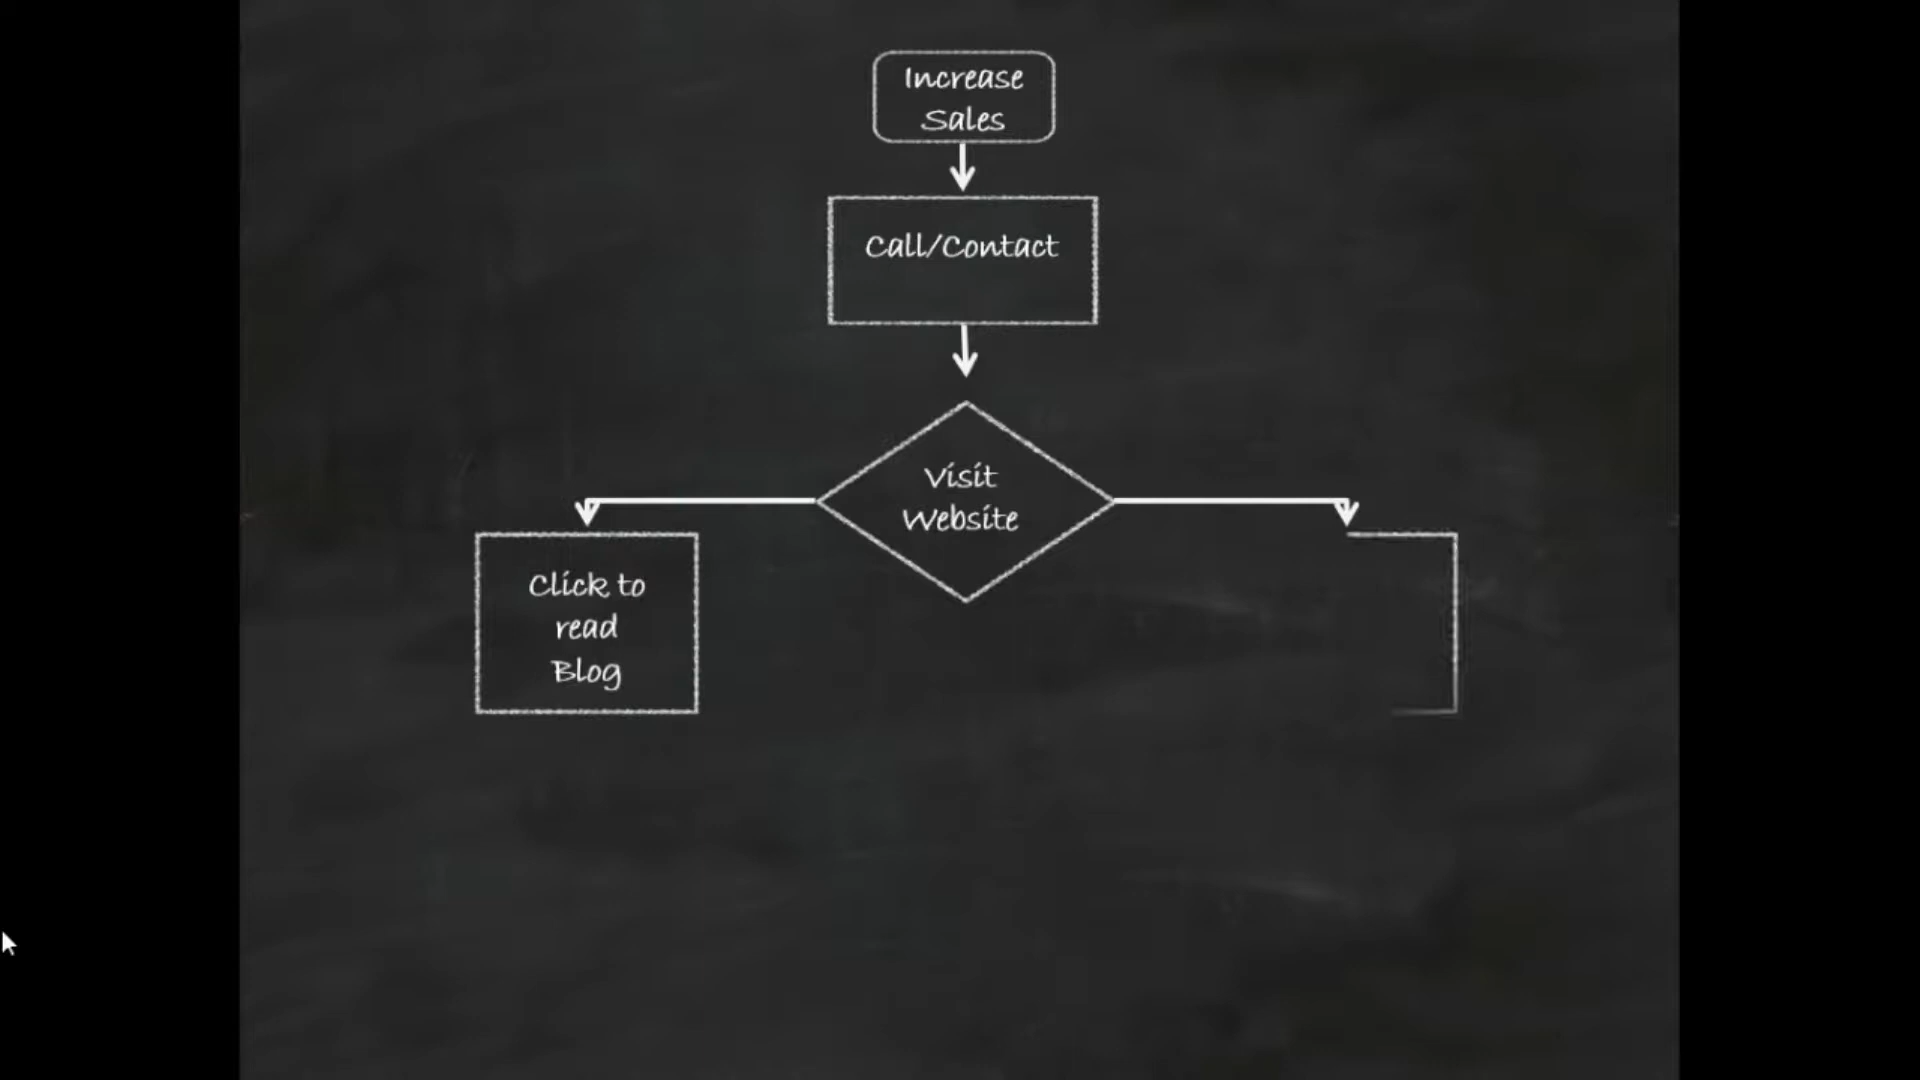 Increase
Sales
Call/Contact
Visit
Website
Click to
read
Blog